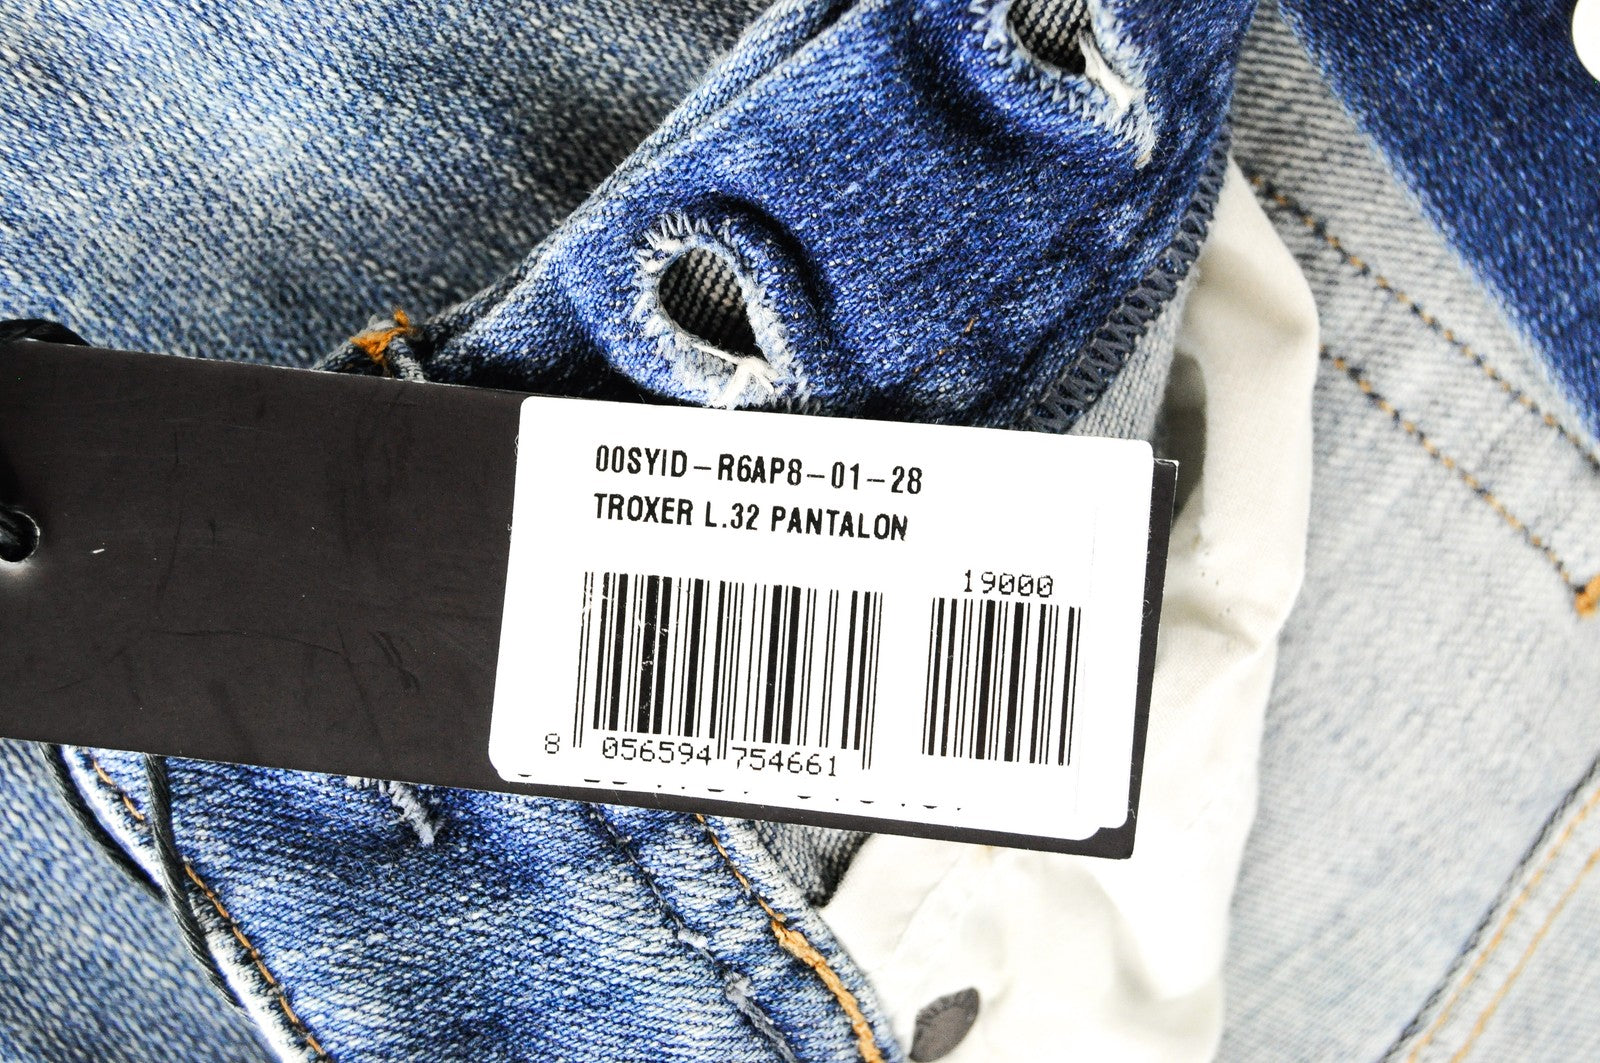 00SYID-R6AP8-01-28
TROXER L.32 PANTALON
19000
8 056594 754661